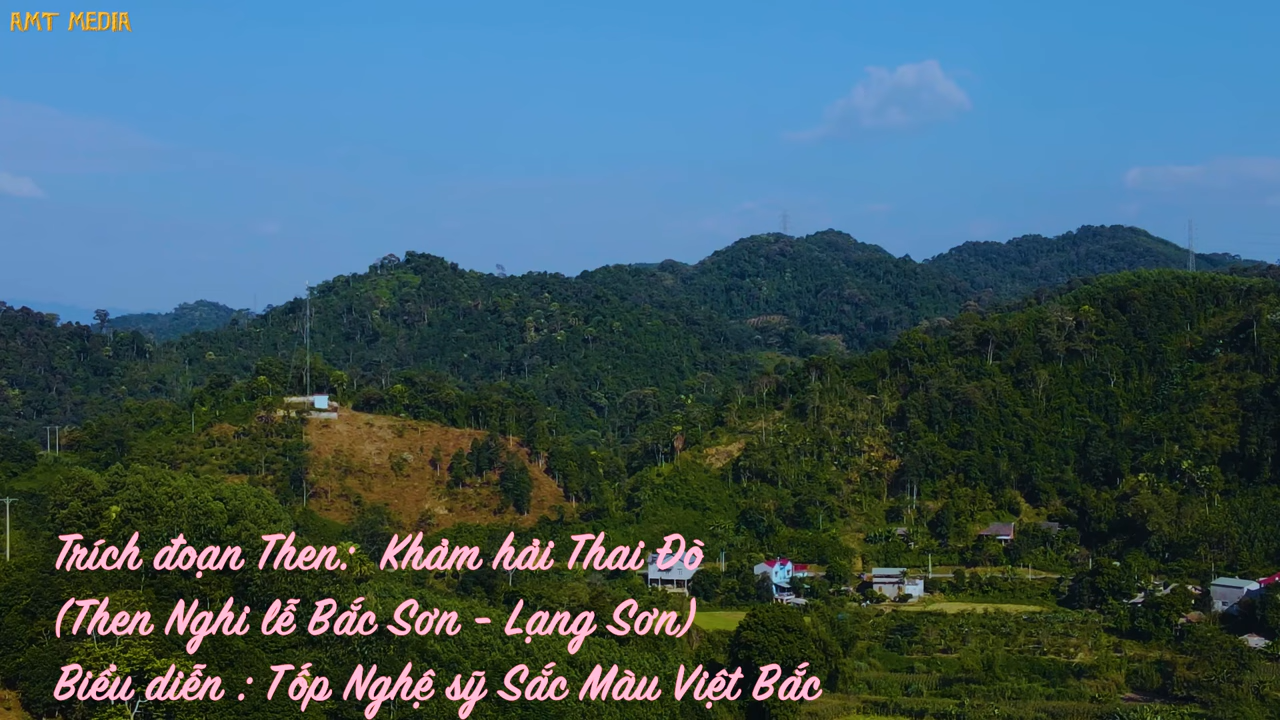 AMT MEDIA
Trích đoạn Then: Khảm hải Thai Đò
(Then Nghi lễ Bắc Sơn - Lạng Sơn)
Biểu diễn : Tốp Nghệ sỹ Sắc Màu Việt Bắc